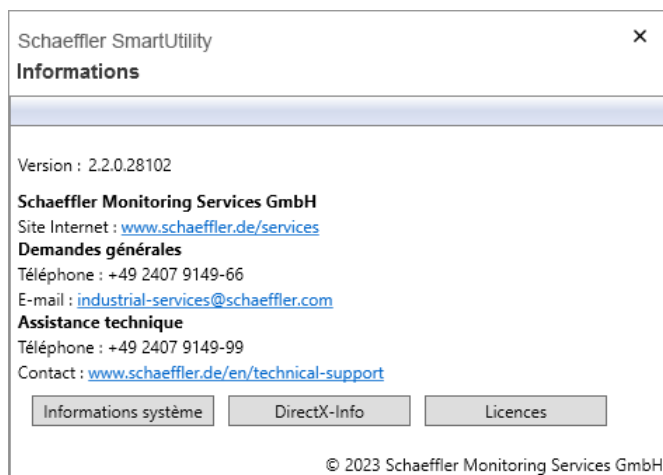 Schaeffler SmartUtility
Informations
Version : 2.2.0.28102
Schaeffler Monitoring Services GmbH
Site Internet : www.schaeffler.de/services
Demandes générales
Téléphone : +49 2407 9149-66
E-mail : industrial-services@schaeffler.com
Assistance technique
Téléphone : +49 2407 9149-99
Contact : www.schaeffler.de/en/technical-support
Informations système DirectX-Info Licences
© 2023 Schaeffler Monitoring Services GmbH